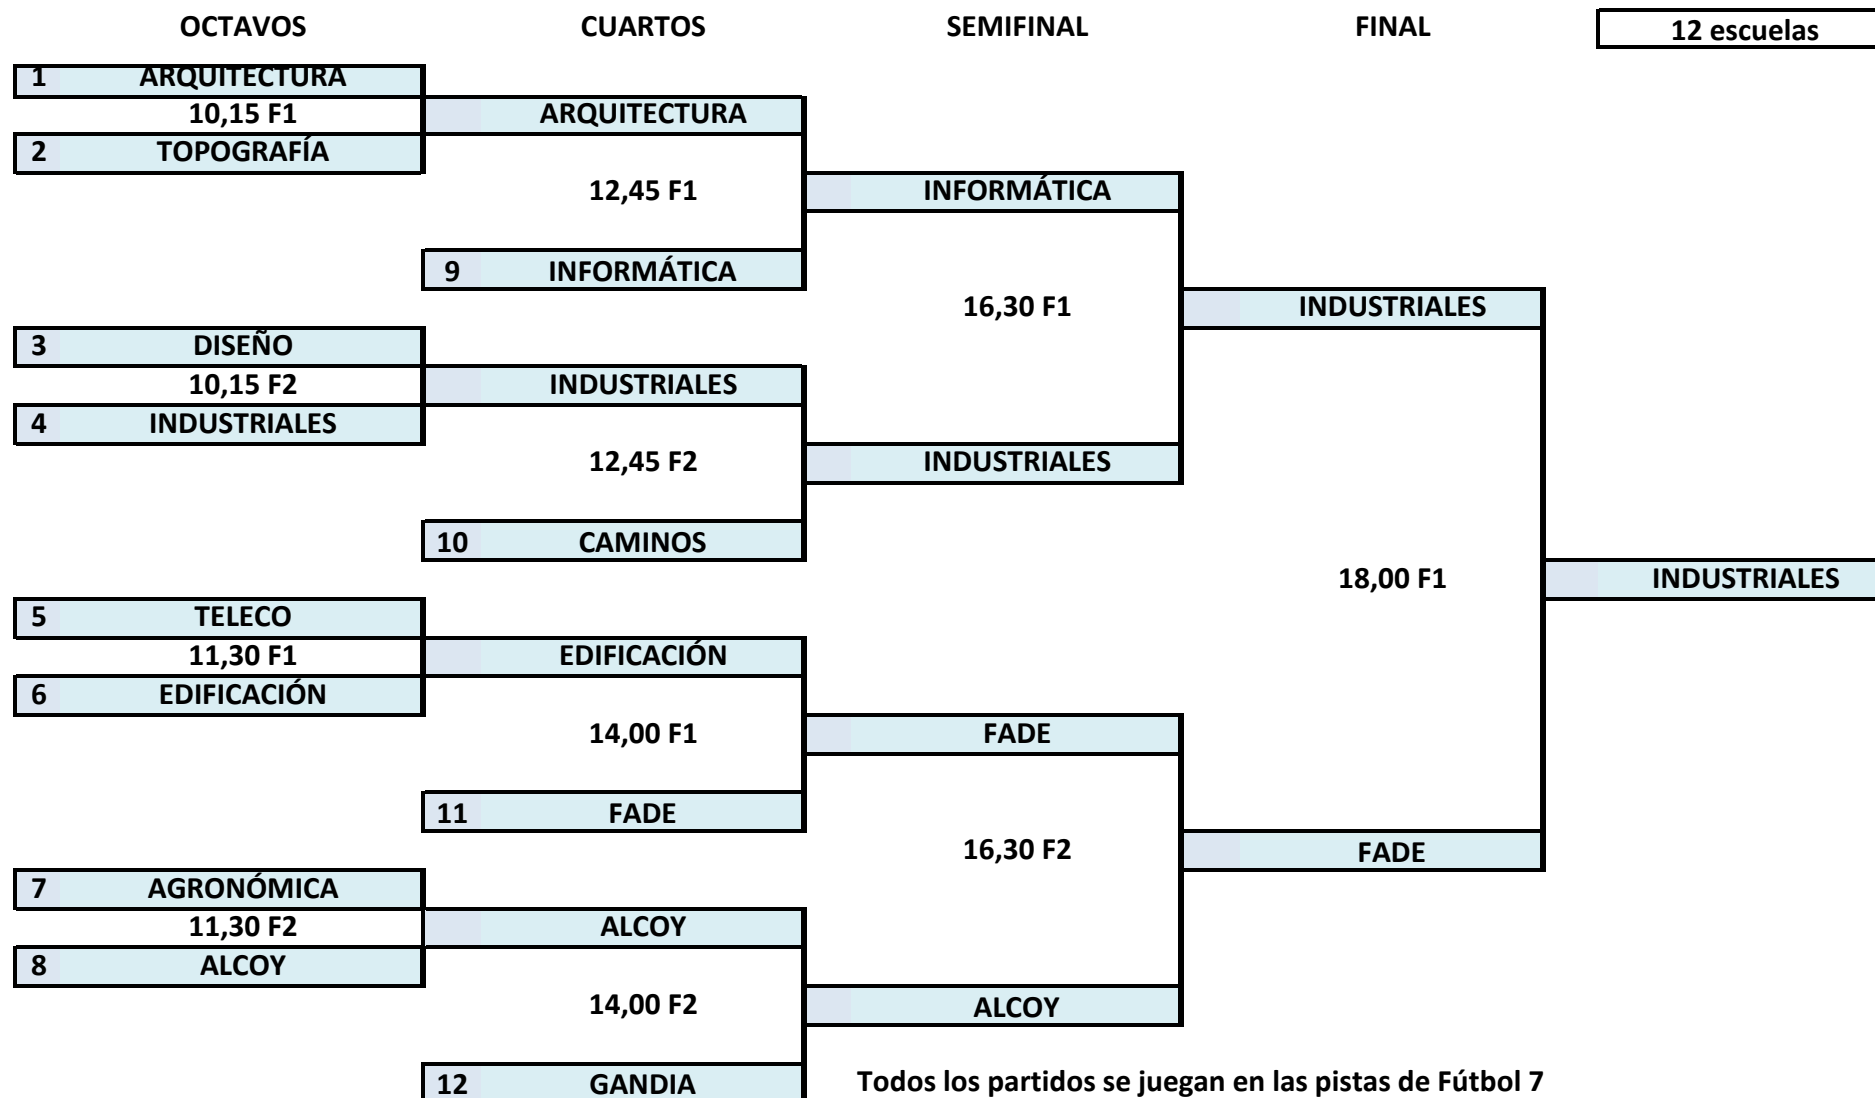 OCTAVOS CUARTOS SEMIFINAL FINAL 12 escuelas
1 ARQUITECTURA
10,15 F1 ARQUITECTURA
2 TOPOGRAFÍA
12,45 F1 INFORMÁTICA
9 INFORMÁTICA
16,30 F1 INDUSTRIALES
3 DISEÑO
10,15 F2 INDUSTRIALES
4 INDUSTRIALES
12,45 F2 INDUSTRIALES
10 CAMINOS
18,00 F1 INDUSTRIALES
5 TELECO
11,30 F1 EDIFICACIÓN
6 EDIFICACIÓN
14,00 F1 FADE
11 FADE
16,30 F2 FADE
7 AGRONÓMICA
11,30 F2 ALCOY
8 ALCOY
14,00 F2 ALCOY
12 GANDIA Todos los partidos se juegan en las pistas de Fútbol 7